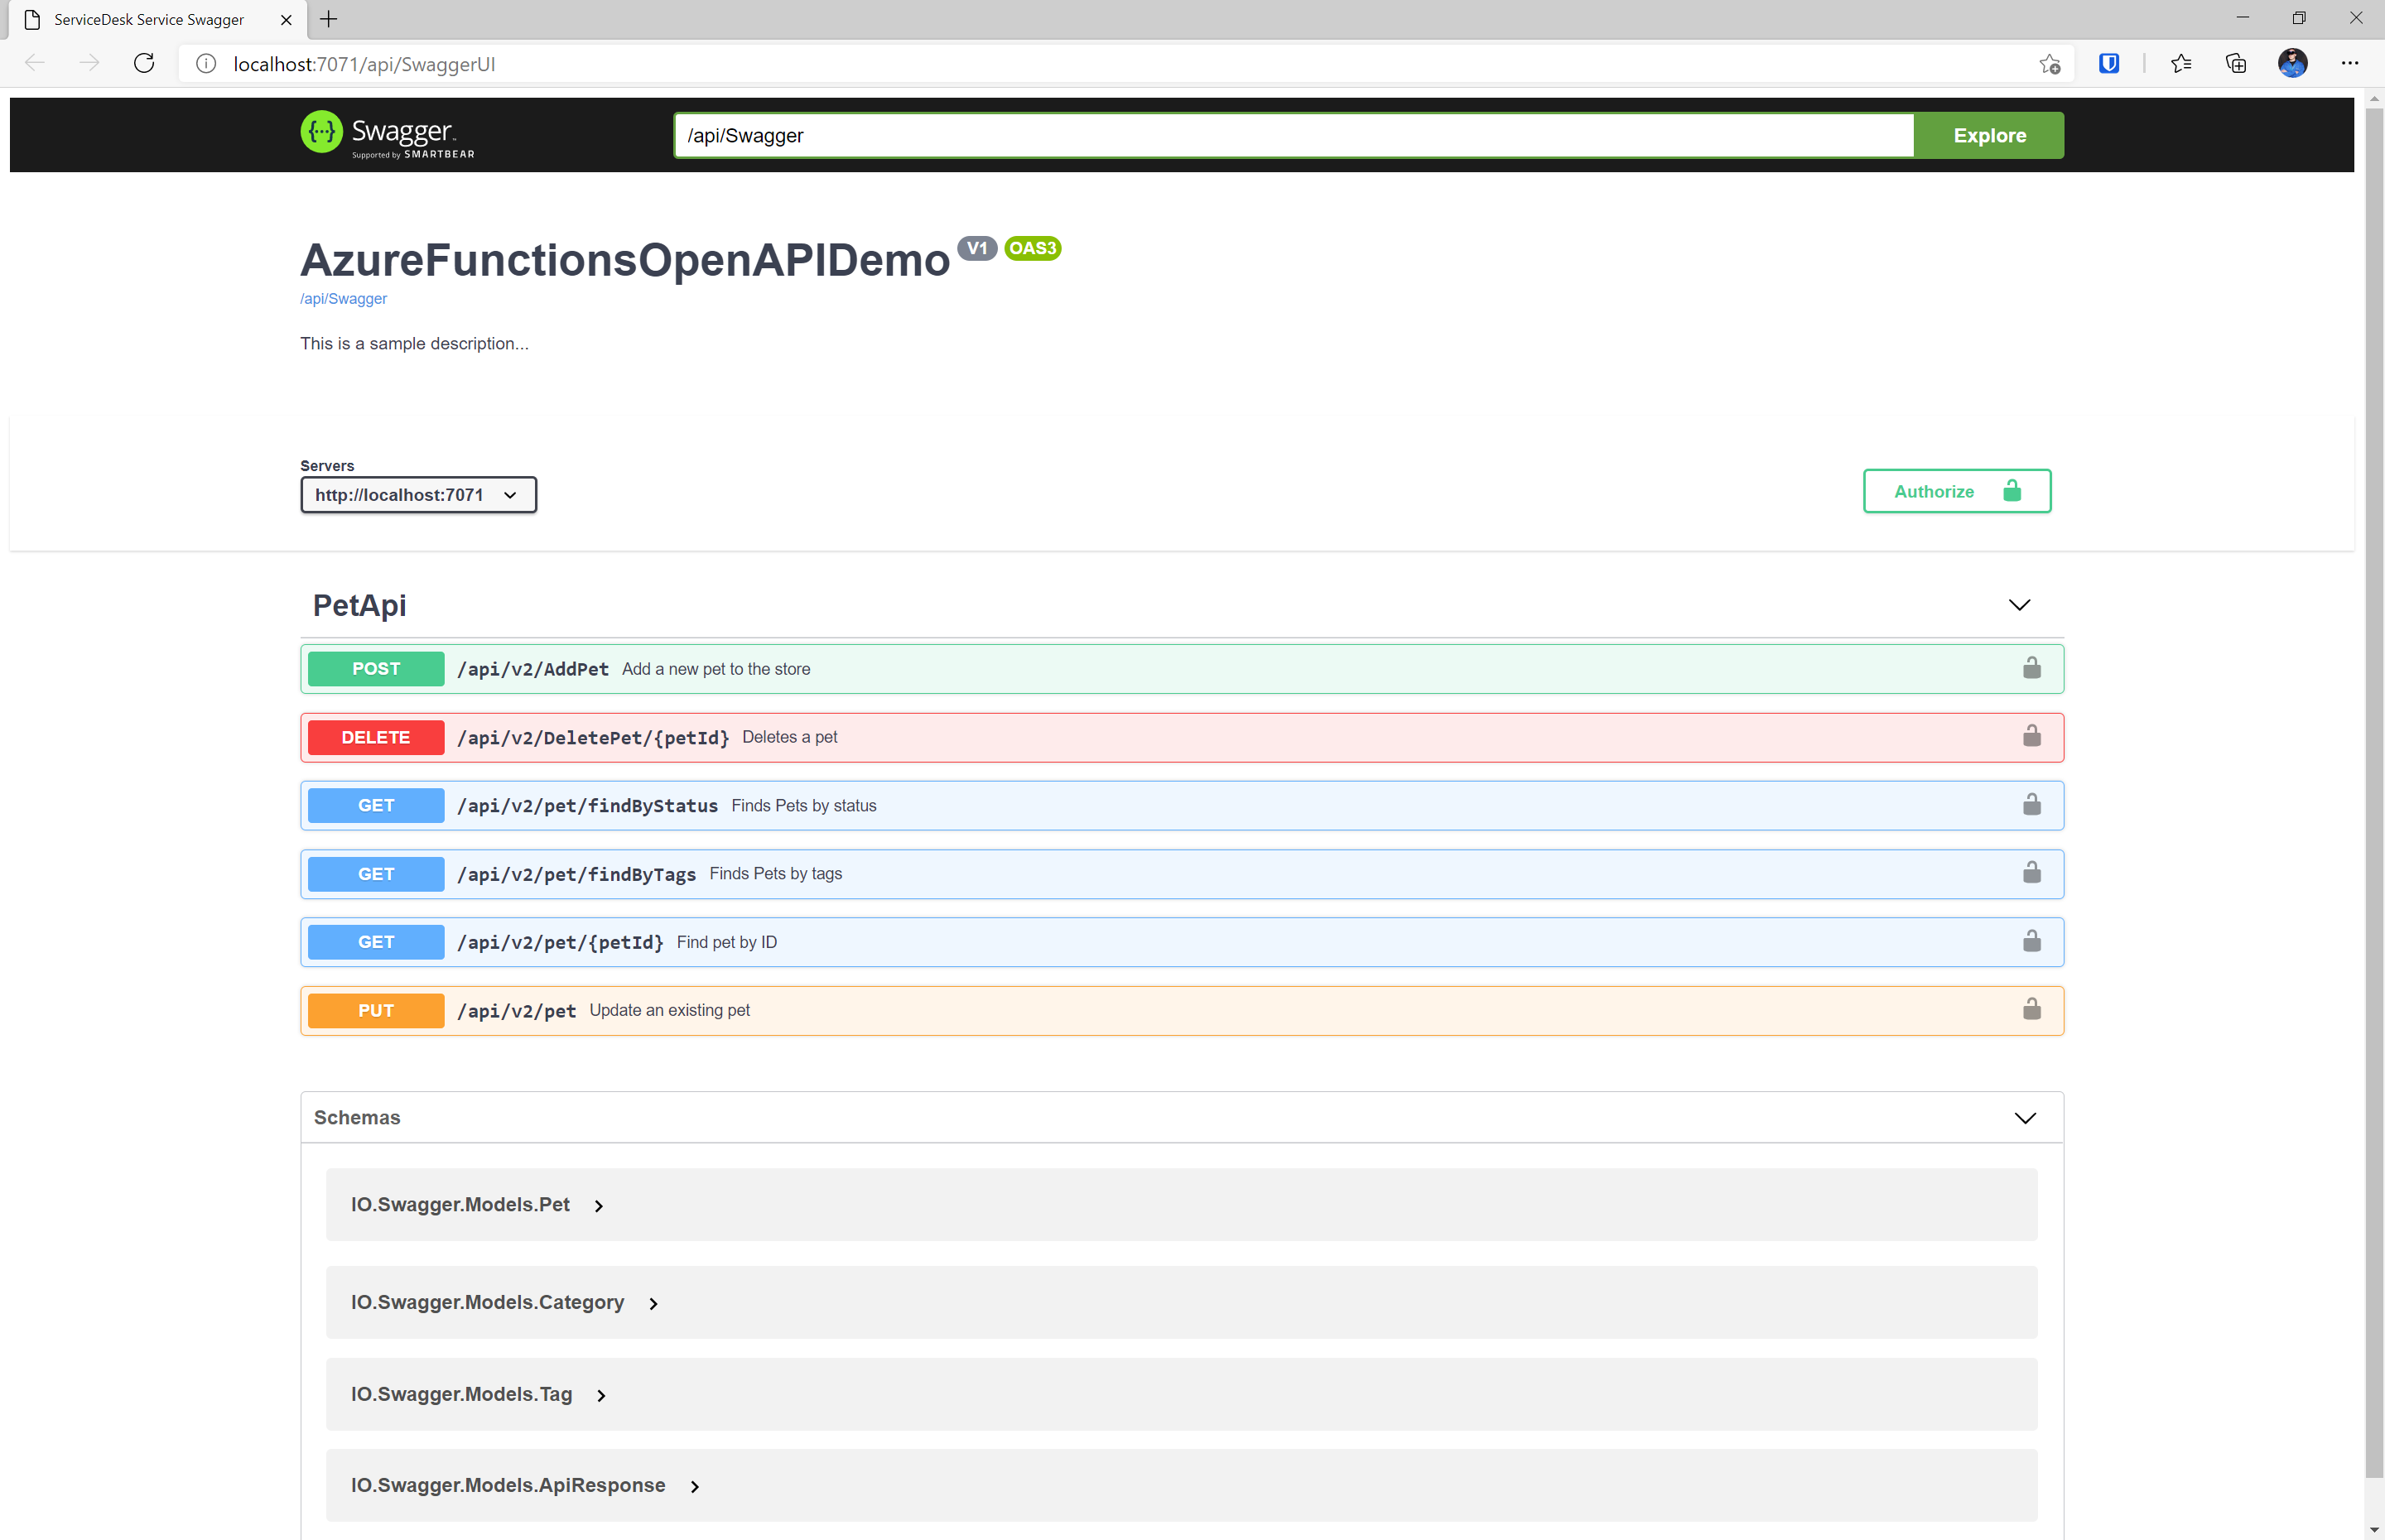 ServiceDesk Service Swagger
localhost:7071/api/SwaggerUI
{···} Swagger™
Supported by SMARTBEAR
/api/Swagger
Explore
AzureFunctionsOpenAPIDemo V1 OAS3
/api/Swagger
This is a sample description...
Servers
http://localhost:7071
Authorize
PetApi
POST /api/v2/AddPet Add a new pet to the store
DELETE /api/v2/DeletePet/{petId} Deletes a pet
GET /api/v2/pet/findByStatus Finds Pets by status
GET /api/v2/pet/findByTags Finds Pets by tags
GET /api/v2/pet/{petId} Find pet by ID
PUT /api/v2/pet Update an existing pet
Schemas
IO.Swagger.Models.Pet
IO.Swagger.Models.Category
IO.Swagger.Models.Tag
IO.Swagger.Models.ApiResponse